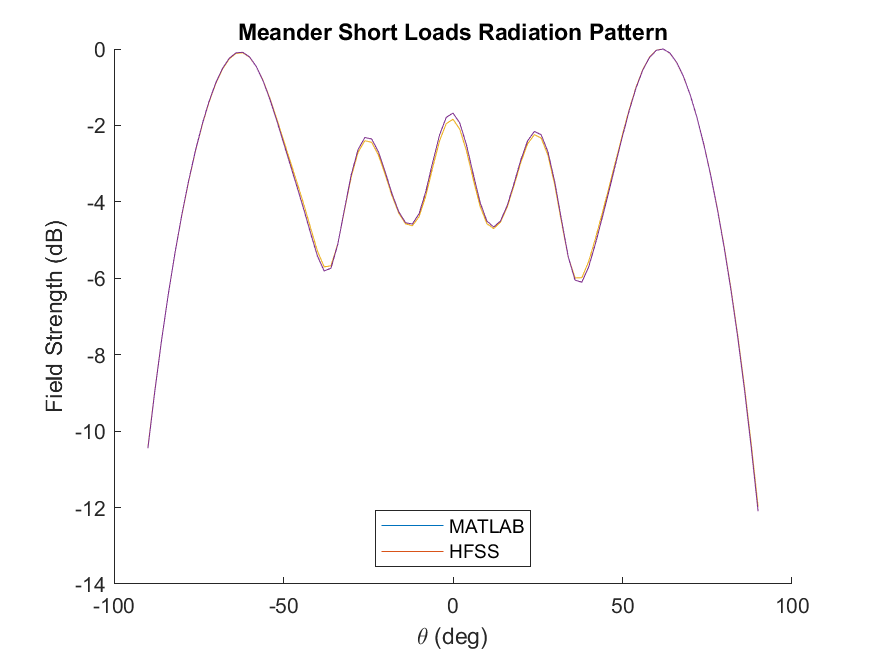 Meander Short Loads Radiation Pattern
0
-2
-4
-6
-8
-10
-12
-14
Field Strength (dB)
MATLAB
HFSS
-100 -50 0 50 100
θ (deg)